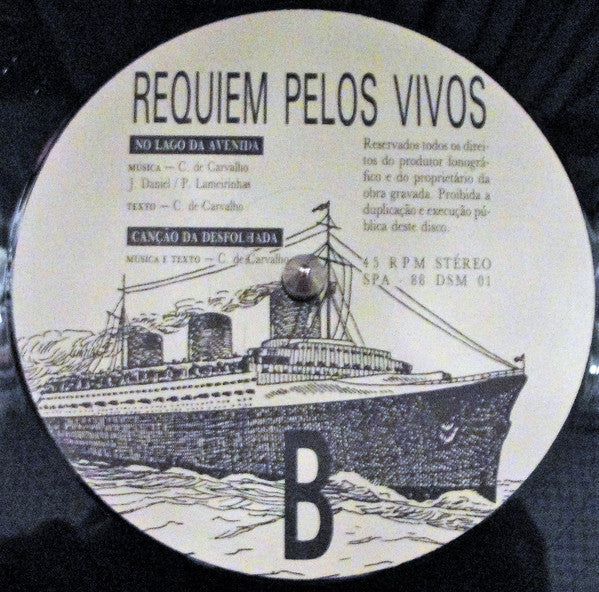 REQUIEM PELOS VIVOS
NO LAGO DA AVENIDA
MÚSICA — C. de Carvalho
J. Daniel / P. Lameirinhas
TEXTO — C. de Carvalho
CANÇÃO DA DESFOLHADA
MÚSICA E TEXTO — C. de Carvalho
Reservados todos os direi-
tos do produtor fonográ-
fico e do proprietário da
obra gravada. Proibida a
duplicação e execução pú-
blica deste disco.
45 RPM STÉREO
SPA - 88 DSM 01
B